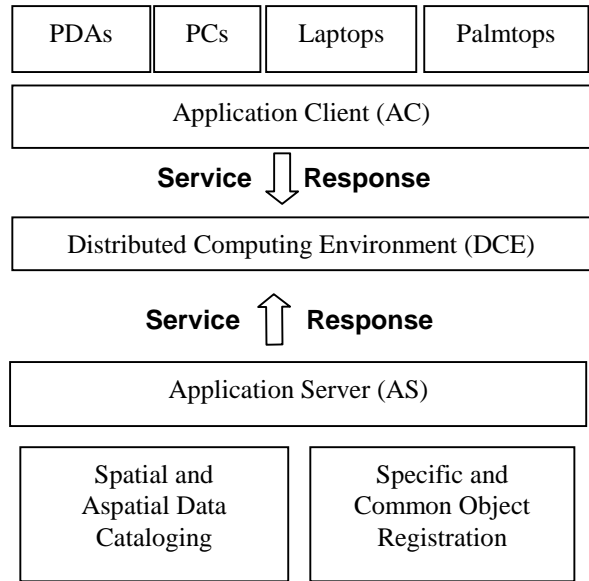 PDAs PCs Laptops Palmtops
Application Client (AC)
Service Response
Distributed Computing Environment (DCE)
Service Response
Application Server (AS)
Spatial and
Aspatial Data
Cataloging
Specific and
Common Object
Registration